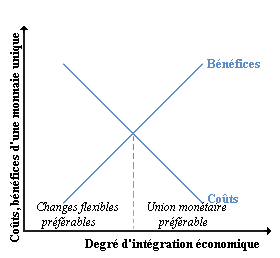 Coûts, bénéfices d'une monnaie unique
Bénéfices
Coûts
Changes flexibles
préférables
Union monétaire
préférable
Degré d'intégration économique